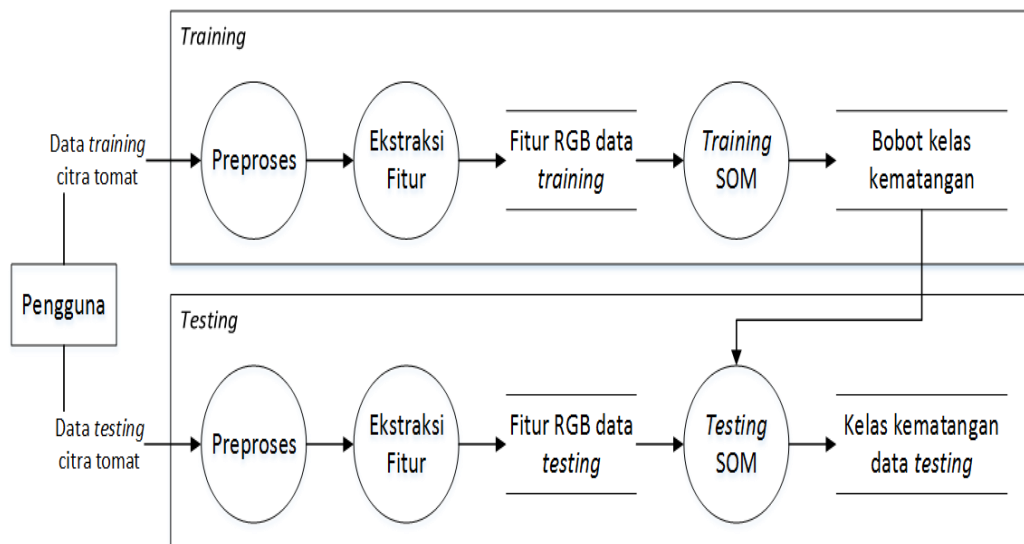 Training
Data training
citra tomat
Preproses
Ekstraksi
Fitur
Fitur RGB data
training
Training
SOM
Bobot kelas
kematangan
Pengguna
Testing
Data testing
citra tomat
Preproses
Ekstraksi
Fitur
Fitur RGB data
testing
Testing
SOM
Kelas kematangan
data testing